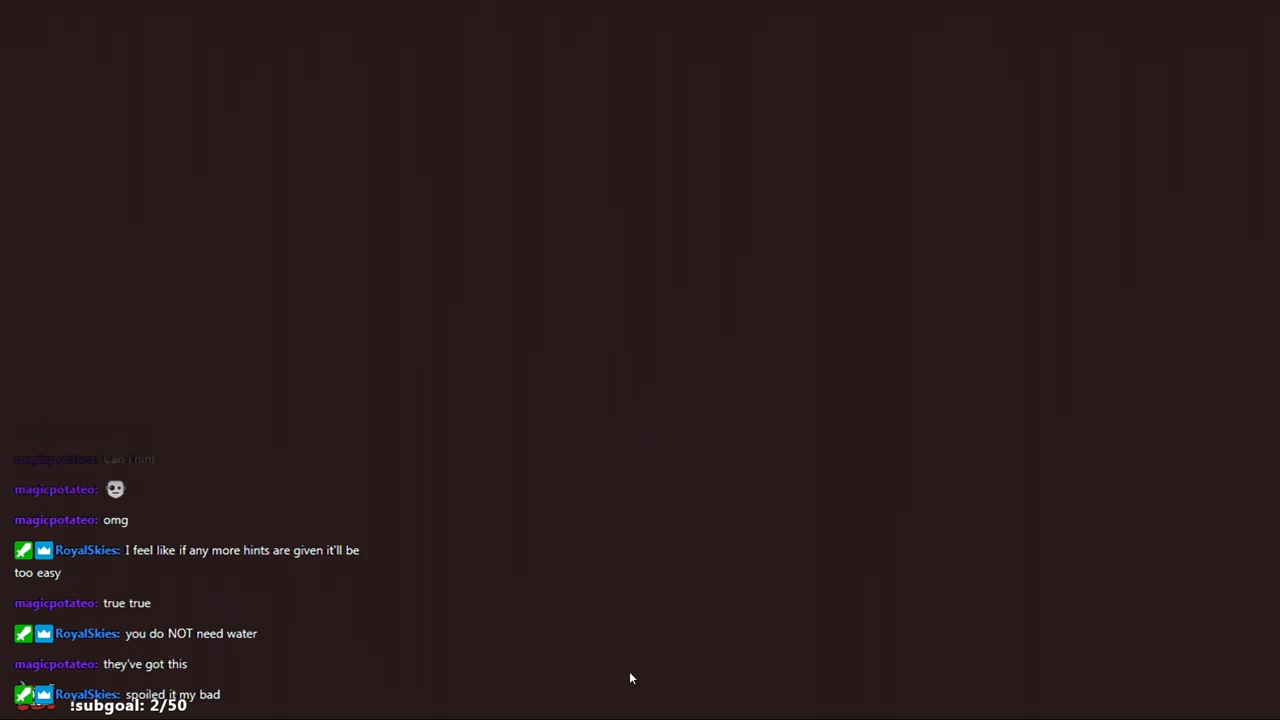 magicpotateo: Can i hint
magicpotateo:
magicpotateo: omg
RoyalSkies: I feel like if any more hints are given it'll be
too easy
magicpotateo: true true
RoyalSkies: you do NOT need water
magicpotateo: they've got this
RoyalSkies: spoiled it my bad
!subgoal: 2/50